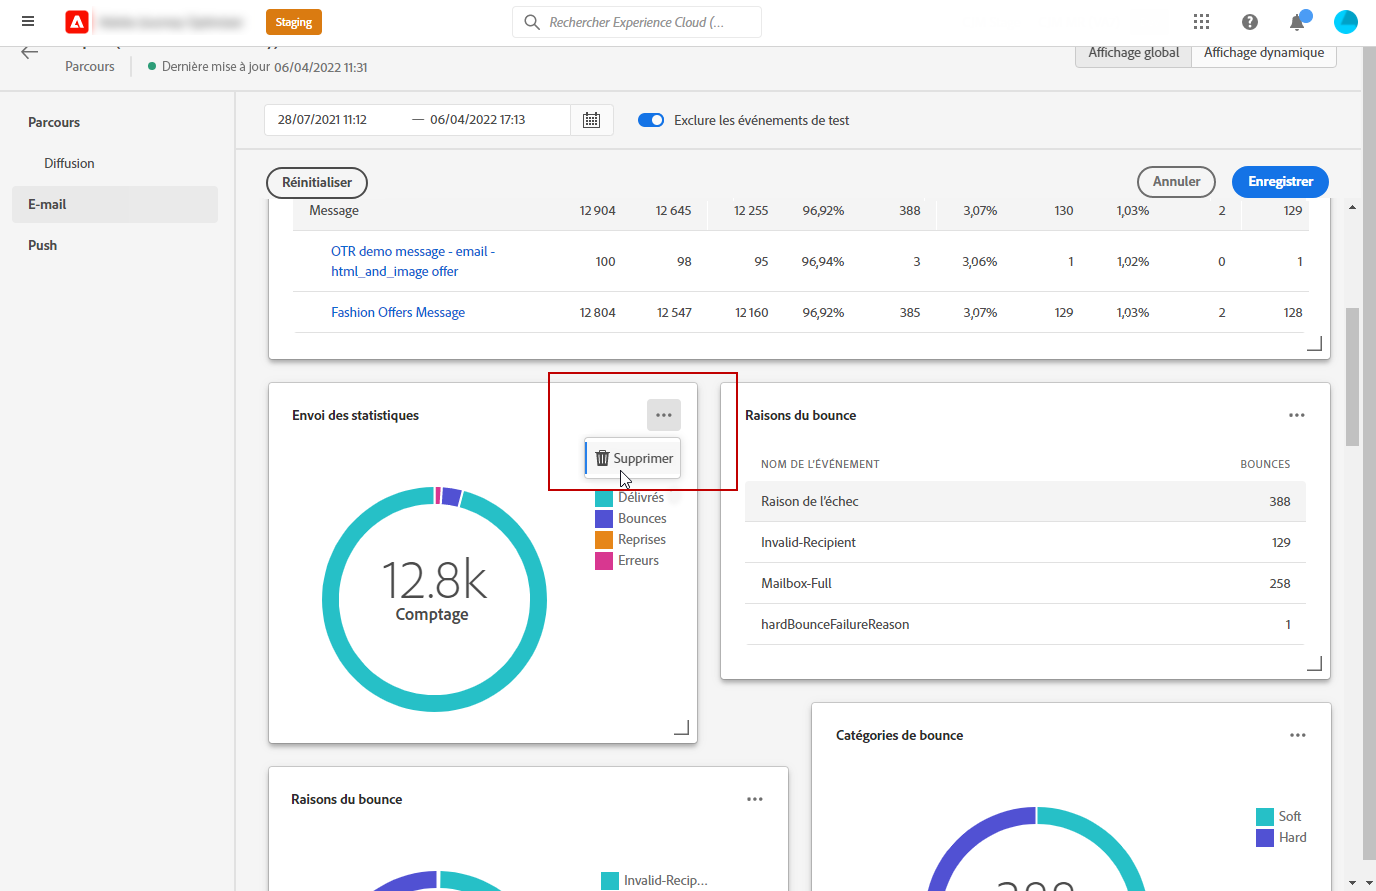 Staging
Rechercher Experience Cloud (...
Parcours
Dernière mise à jour 06/04/2022 11:31
Affichage global
Affichage dynamique
Parcours
Diffusion
E-mail
Push
28/07/2021 11:12 — 06/04/2022 17:13
Exclure les événements de test
Réinitialiser
Annuler
Enregistrer
Message 12 904 12 645 12 255 96,92% 388 3,07% 130 1,03% 2 129
OTR demo message - email -
html_and_image offer
100 98 95 96,94% 3 3,06% 1 1,02% 0 1
Fashion Offers Message 12 804 12 547 12 160 96,92% 385 3,07% 129 1,03% 2 128
Envoi des statistiques
Supprimer
Délivrés
Bounces
Reprises
Erreurs
12.8k
Comptage
Raisons du bounce
NOM DE L'ÉVÉNEMENT BOUNCES
Raison de l'échec 388
Invalid-Recipient 129
Mailbox-Full 258
hardBounceFailureReason 1
Raisons du bounce
Invalid-Recip...
Catégories de bounce
Soft
Hard